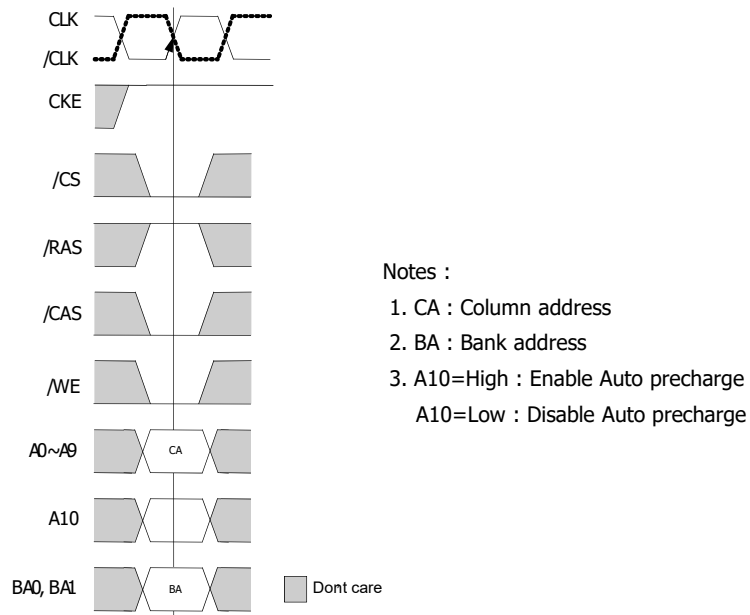 CLK
/CLK
CKE
/CS
/RAS
/CAS
/WE
A0~A9
CA
A10
BA0, BA1
BA
Dont care
Notes :
1. CA : Column address
2. BA : Bank address
3. A10=High : Enable Auto precharge
A10=Low : Disable Auto precharge